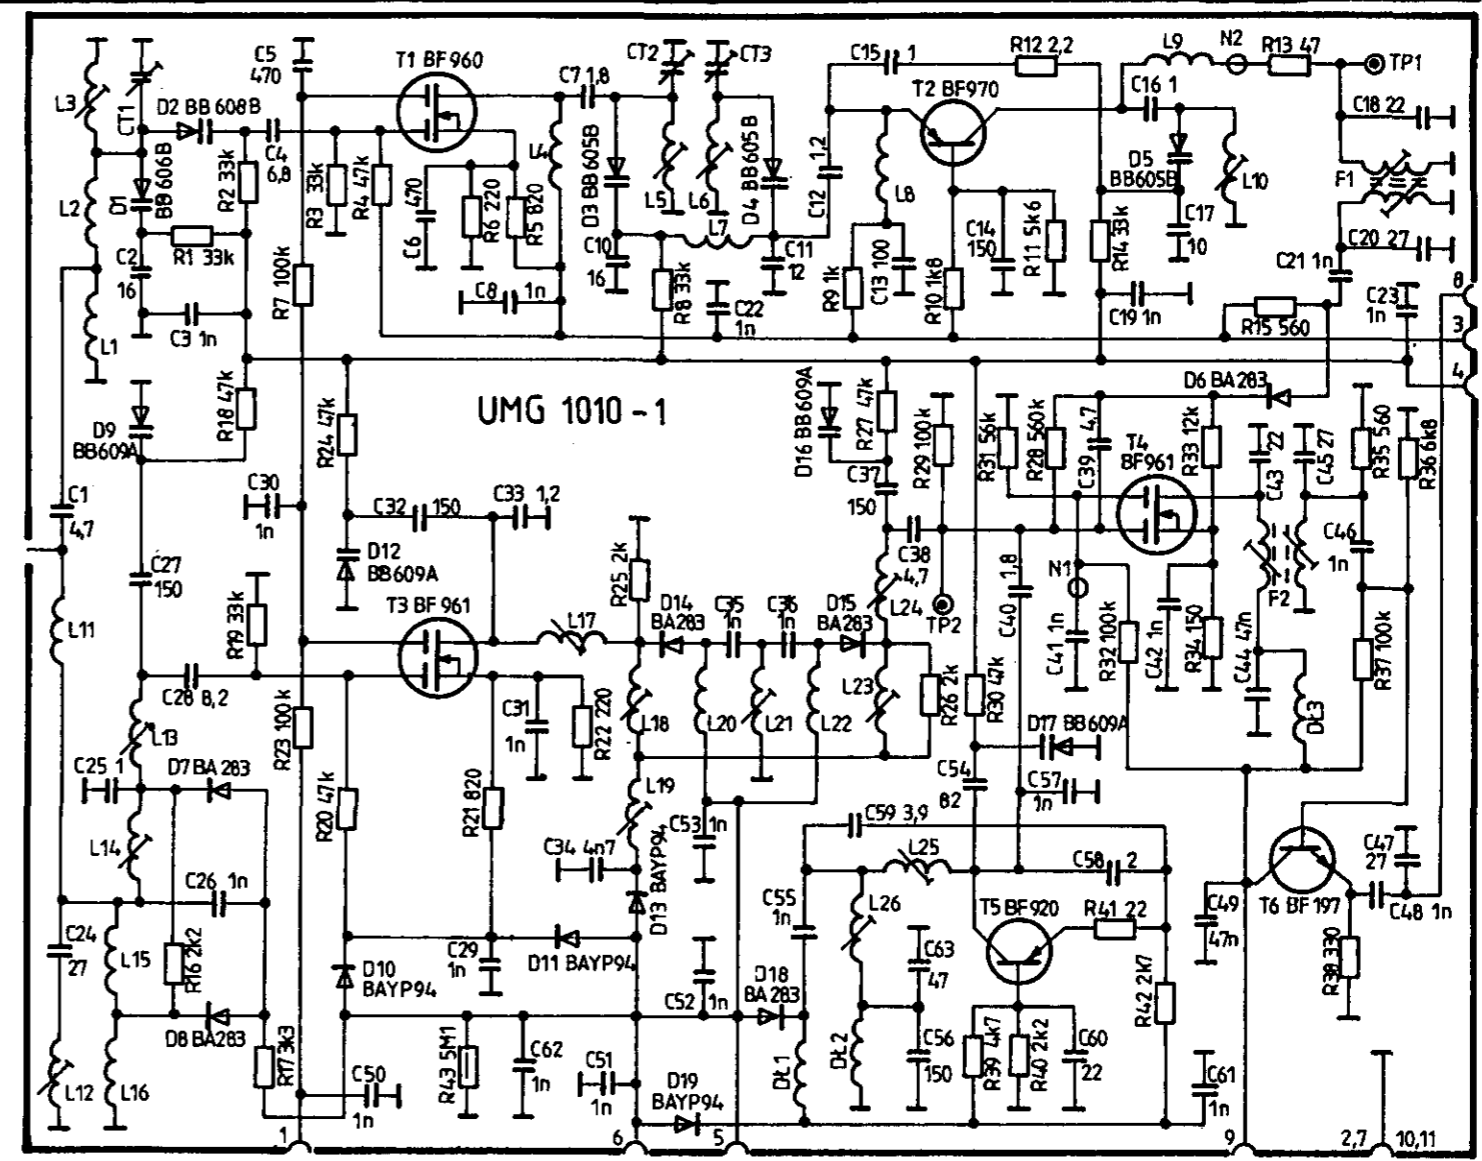 C5
470
T1 BF 960
CT2
CT3
C15 1
R12 2,2
L9
N2
R13 47
TP1
L3
CT1
D2 BB 608 B
C7 1,8
T2 BF970
C16 1
C18 22
C4
6,8
D1
BB 606 B
R2 33k
R3 33k
R4 47k
L4
D3 BB 605B
L5
L6
D4 BB 605 B
C12 1,2
L8
D5
BB605B
L10
F1
L2
C6 470
R6 220
R5 820
L7
C2
16
R1 33k
R7 100k
C10
16
C11
12
C14
150
R11 5k6
R14 33k
C17
10
C20 27
C21 1n
C8 1n
R8 33k
C22
1n
R9 1k
C13 100
R10 1k8
C19 1n
R15 560
C23
1n
8
3
4
L1
C3 1n
UMG 1010 - 1
D9
BB609A
R18 47k
R24 47k
D16 BB 609A
R27 47k
R29 100k
R31 56k
R28 560k
C39 4,7
T4
BF961
R33 12k
D6 BA 283
C43 22
C45 27
R35 560
R36 6k8
C1
4,7
C30
1n
C32 150
C33 1,2
C37
150
C38
4,7
C27
150
D12
BB609A
R25 2k
N1
F2
C46
1n
L11
R19 33k
T3 BF 961
L17
D14
BA283
C35
1n
C36
1n
D15
BA283
L24
TP2
C40 1,8
C41 1n
R32 100k
C42 1n
R34 150
C44 47n
R37 100k
C28 8,2
L13
R23 100k
C31
1n
R22 220
L18
L20
L21
L22
L23
R26 2k
R30 47k
D17 BB 609A
DŁ3
C25 1
D7 BA 283
R20 47k
R21 820
L19
C54
82
C57
1n
L14
C34 4n7
C53 1n
C59 3,9
L25
C58 2
C47
27
C26 1n
D13 BAYP94
C55
1n
L26
T5 BF 920
R41 22
C49
47n
T6 BF 197
C48 1n
C24
27
L15
R16 2k2
D10
BAYP94
C29
1n
D11 BAYP94
C52 1n
D18
BA 283
C63
47
R42 2k7
R38 330
D8 BA283
L12
L16
R17 3k3
C50
1n
R43 5M1
C62
1n
C51
1n
D19
BAYP94
DŁ1
DŁ2
C56
150
R39 4k7
R40 2k2
C60
22
C61
1n
1
6
5
9
2,7
10,11